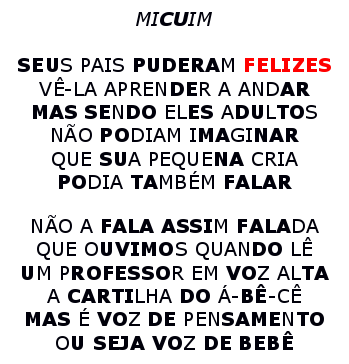 MICUIM
SEUS PAIS PUDERAM FELIZES
VÊ-LA APRENDER A ANDAR
MAS SENDO ELES ADULTOS
NÃO PODIAM IMAGINAR
QUE SUA PEQUENA CRIA
PODIA TAMBÉM FALAR
NÃO A FALA ASSIM FALADA
QUE OUVIMOS QUANDO LÊ
UM PROFESSOR EM VOZ ALTA
A CARTILHA DO Á-BÊ-CÊ
MAS É VOZ DE PENSAMENTO
OU SEJA VOZ DE BEBÊ